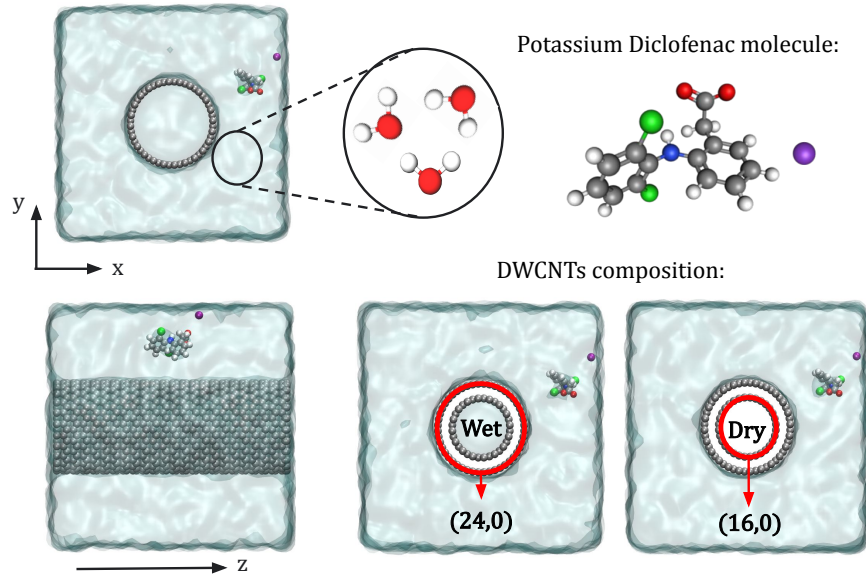 Potassium Diclofenac molecule:
y
x
DWCNTs composition:
Wet
Dry
(24,0)
(16,0)
z